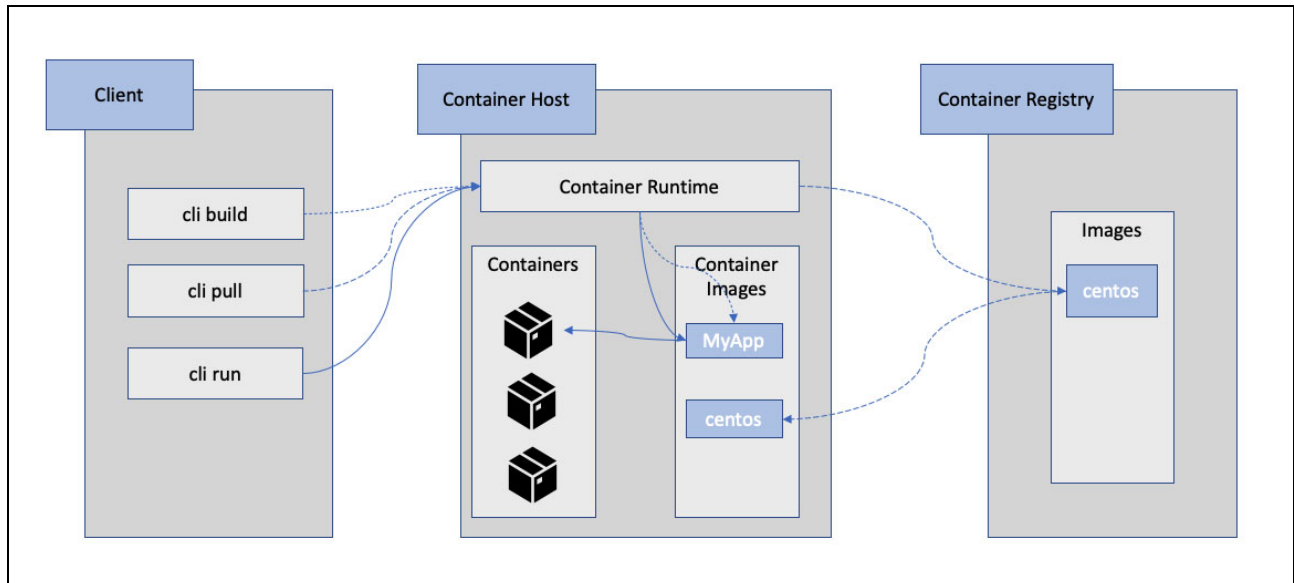 Client
cli build
cli pull
cli run
Container Host
Container Runtime
Containers
Container
Images
MyApp
centos
Container Registry
Images
centos